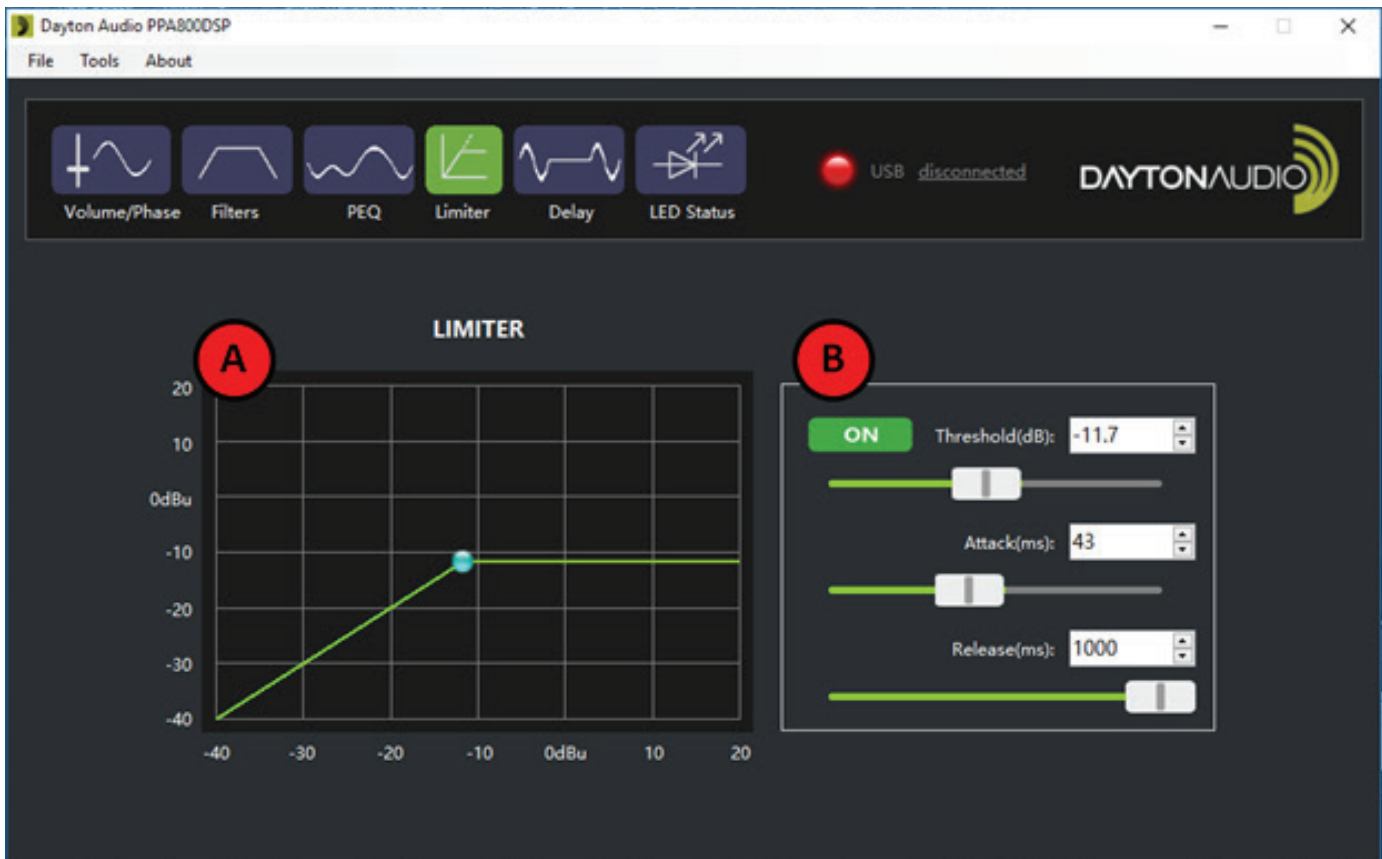 Dayton Audio PPA800DSP
File Tools About
Volume/Phase Filters PEQ Limiter Delay LED Status
USB disconnected
DAYTONAUDIO
LIMITER
A
20
10
0dBu
-10
-20
-30
-40
-40 -30 -20 -10 0dBu 10 20
B
ON Threshold(dB): -11.7
Attack(ms): 43
Release(ms): 1000